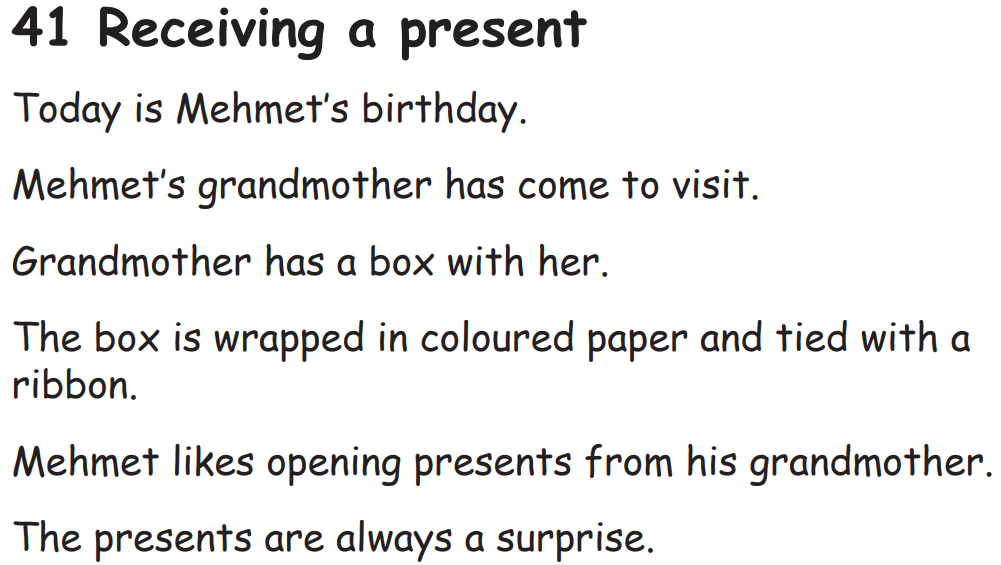 41 Receiving a present
Today is Mehmet’s birthday.
Mehmet’s grandmother has come to visit.
Grandmother has a box with her.
The box is wrapped in coloured paper and tied with a
ribbon.
Mehmet likes opening presents from his grandmother.
The presents are always a surprise.